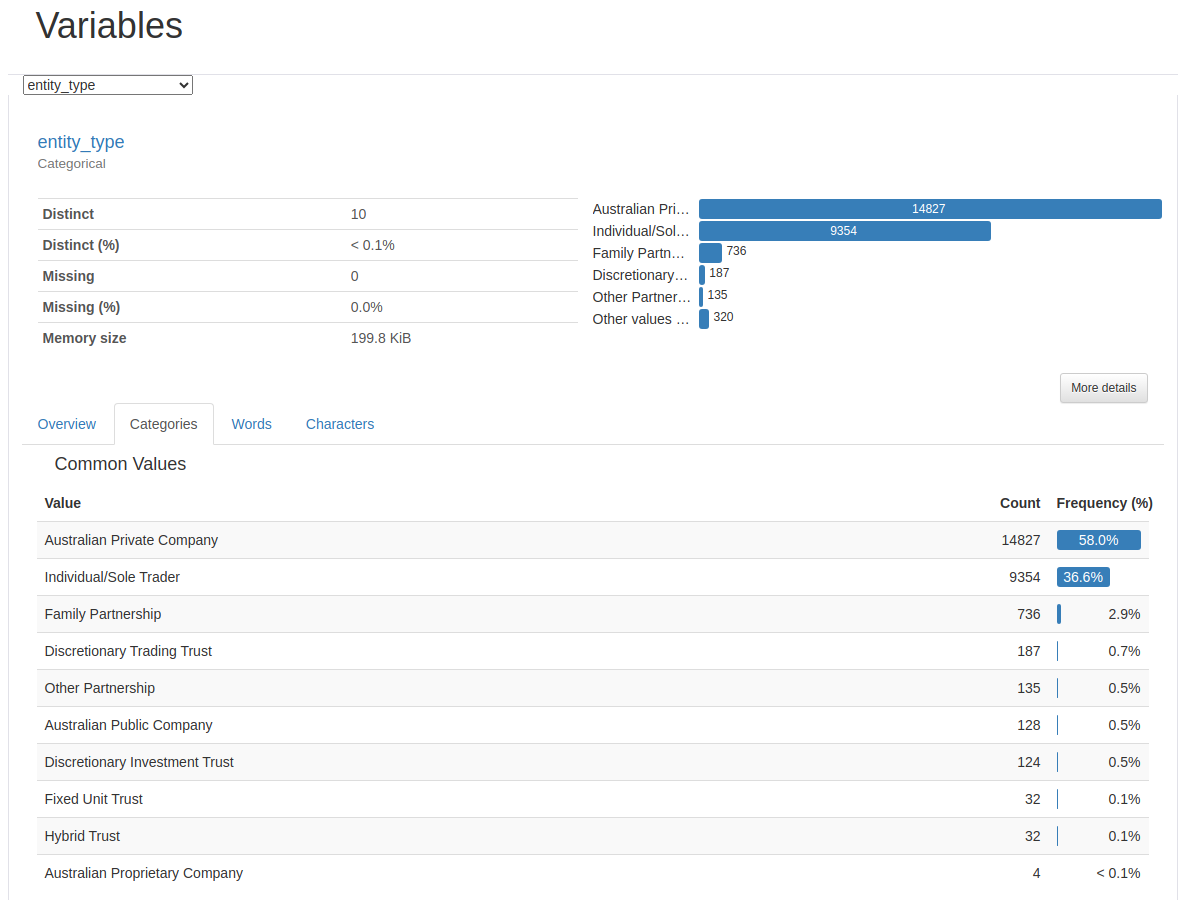 Variables
entity_type
entity_type
Categorical
Distinct 10
Distinct (%) < 0.1%
Missing 0
Missing (%) 0.0%
Memory size 199.8 KiB
Australian Pri... 14827
Individual/Sol... 9354
Family Partn... 736
Discretionary... 187
Other Partner... 135
Other values ... 320
More details
Overview Categories Words Characters
Common Values
Value Count Frequency (%)
Australian Private Company 14827 58.0%
Individual/Sole Trader 9354 36.6%
Family Partnership 736 2.9%
Discretionary Trading Trust 187 0.7%
Other Partnership 135 0.5%
Australian Public Company 128 0.5%
Discretionary Investment Trust 124 0.5%
Fixed Unit Trust 32 0.1%
Hybrid Trust 32 0.1%
Australian Proprietary Company 4 < 0.1%